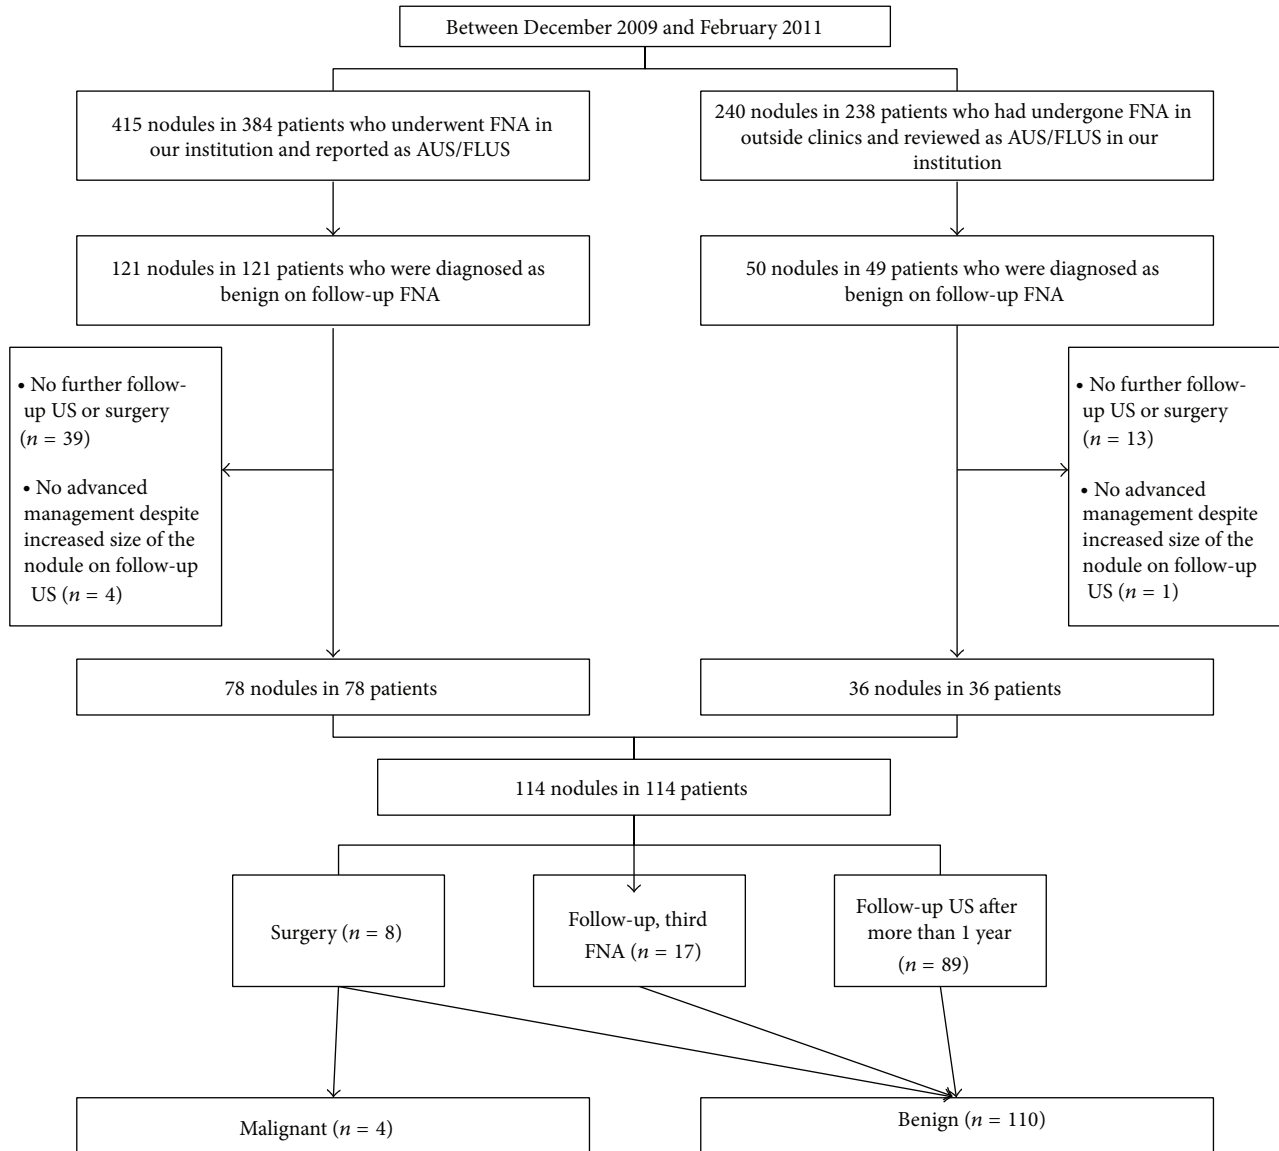 Between December 2009 and February 2011
415 nodules in 384 patients who underwent FNA in
our institution and reported as AUS/FLUS
240 nodules in 238 patients who had undergone FNA in
outside clinics and reviewed as AUS/FLUS in our
institution
121 nodules in 121 patients who were diagnosed as
benign on follow-up FNA
50 nodules in 49 patients who were diagnosed as
benign on follow-up FNA
• No further follow-
up US or surgery
(n = 39)
• No advanced
management despite
increased size of the
nodule on follow-up
US (n = 4)
• No further follow-
up US or surgery
(n = 13)
• No advanced
management despite
increased size of the
nodule on follow-up
US (n = 1)
78 nodules in 78 patients
36 nodules in 36 patients
114 nodules in 114 patients
Surgery (n = 8)
Follow-up, third
FNA (n = 17)
Follow-up US after
more than 1 year
(n = 89)
Malignant (n = 4)
Benign (n = 110)